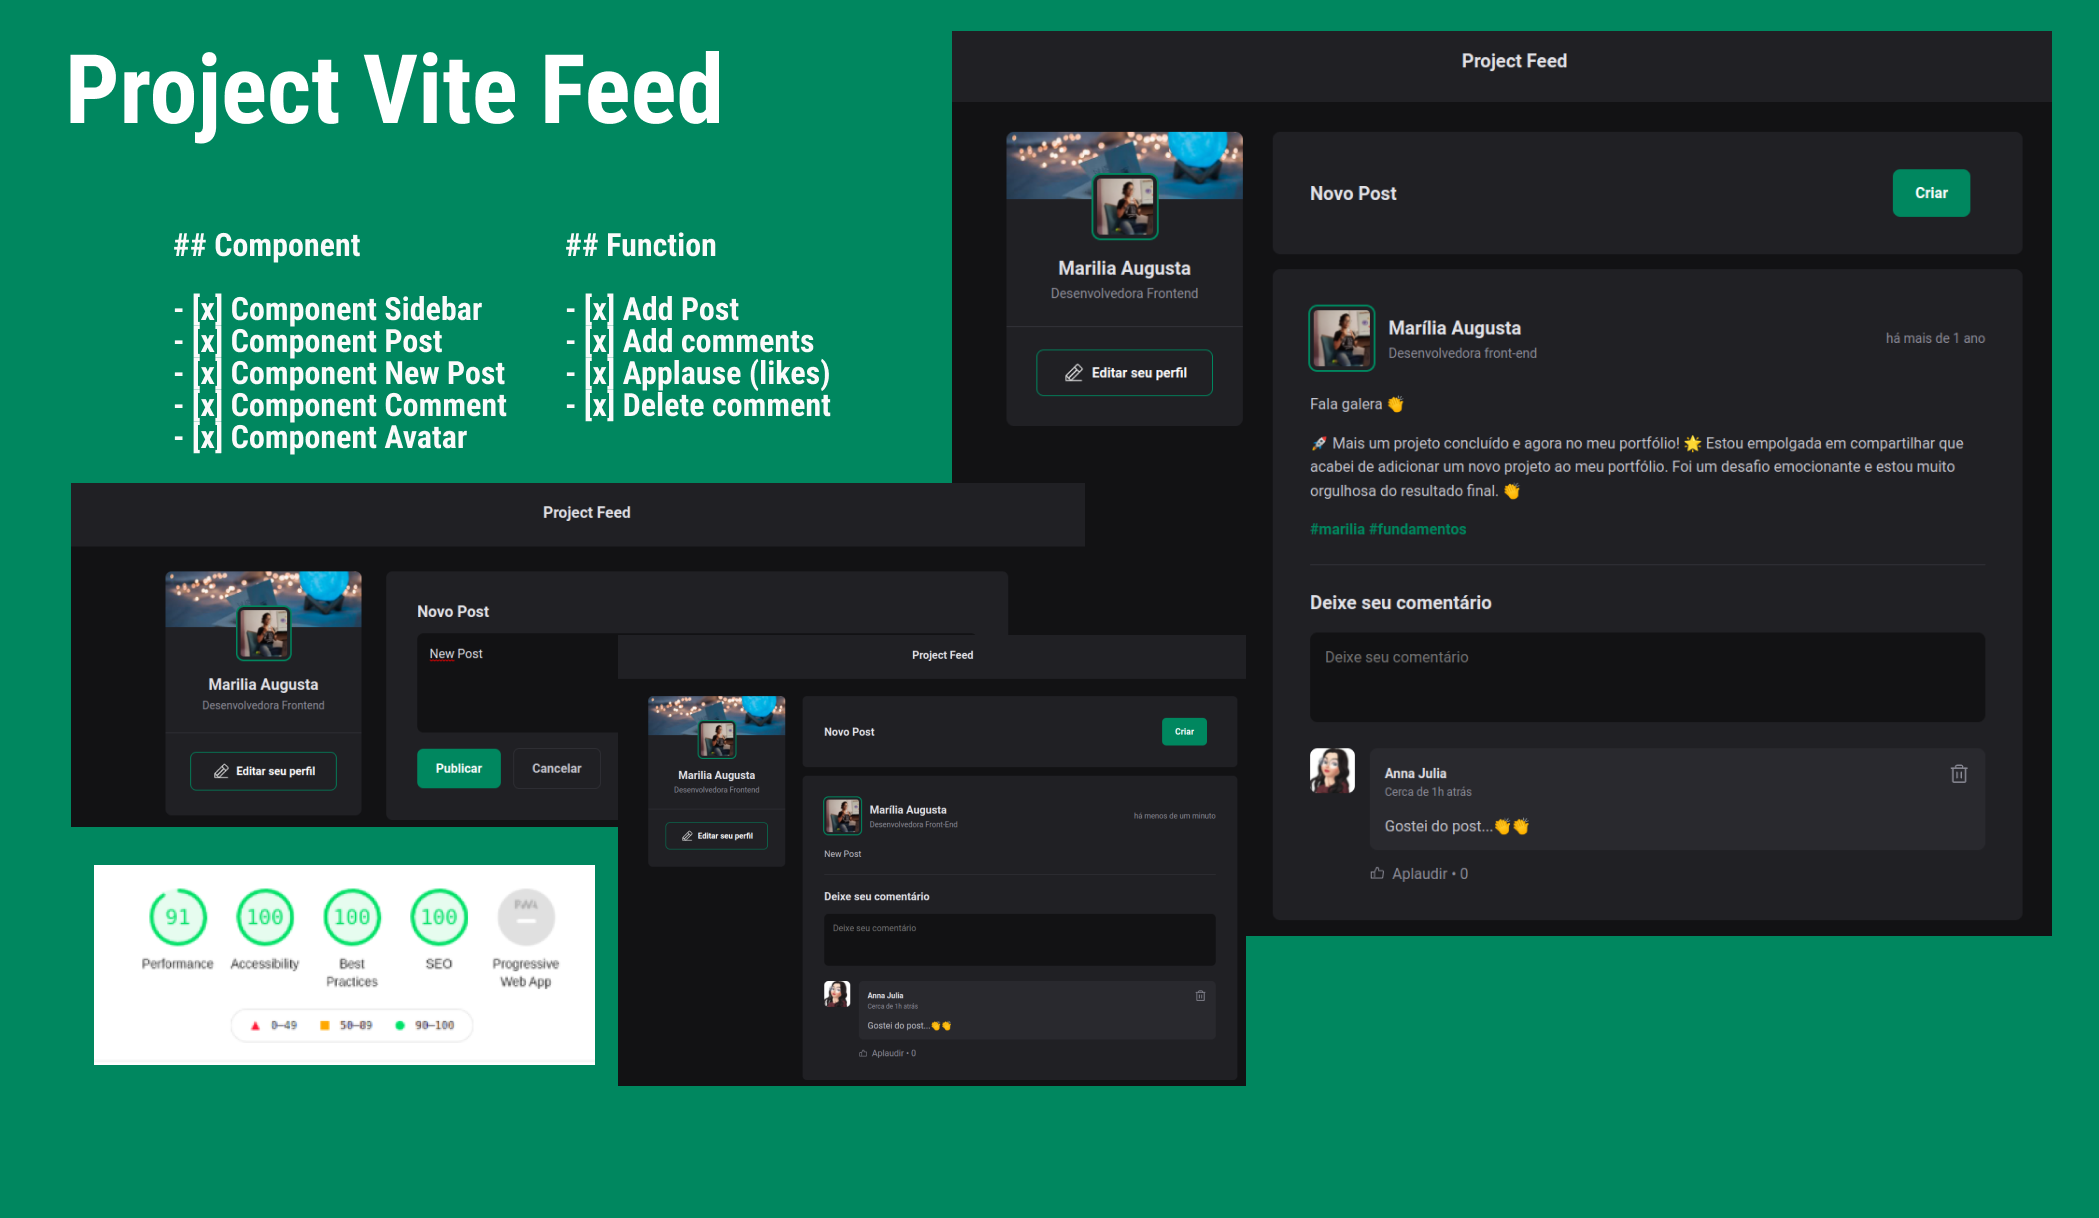 Project Vite Feed
## Component
- [x] Component Sidebar
- [x] Component Post
- [x] Component New Post
- [x] Component Comment
- [x] Component Avatar
## Function
- [x] Add Post
- [x] Add comments
- [x] Applause (likes)
- [x] Delete comment
Project Feed
Marilia Augusta
Desenvolvedora Frontend
Editar seu perfil
Novo Post
Criar
Marília Augusta
Desenvolvedora front-end
há mais de 1 ano
Fala galera 👏
🚀 Mais um projeto concluído e agora no meu portfólio! 🌟 Estou empolgada em compartilhar que
acabei de adicionar um novo projeto ao meu portfólio. Foi um desafio emocionante e estou muito
orgulhosa do resultado final. 👏
#marilia #fundamentos
Deixe seu comentário
Deixe seu comentário
Anna Julia
Cerca de 1h atrás
Gostei do post...👏👏
Aplaudir • 0
Project Feed
Marilia Augusta
Desenvolvedora Frontend
Editar seu perfil
Novo Post
New Post
Publicar
Cancelar
Project Feed
Marilia Augusta
Desenvolvedora Frontend
Editar seu perfil
Novo Post
Criar
Marília Augusta
Desenvolvedora Front-End
há menos de um minuto
New Post
Deixe seu comentário
Deixe seu comentário
Anna Julia
Cerca de 1h atrás
Gostei do post...👏👏
Aplaudir • 0
91
100
100
100
PWA
Performance
Accessibility
Best
Practices
SEO
Progressive
Web App
0–49
50–89
90–100